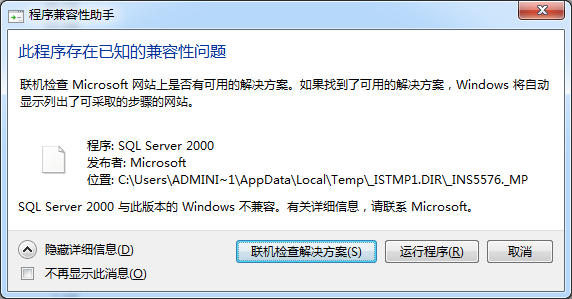 程序兼容性助手
此程序存在已知的兼容性问题
联机检查 Microsoft 网站上是否有可用的解决方案。如果找到了可用的解决方案，Windows 将自动
显示列出了可采取的步骤的网站。
程序: SQL Server 2000
发布者: Microsoft
位置: C:\Users\ADMINI~1\AppData\Local\Temp\_ISTMP1.DIR\_INS5576._MP
SQL Server 2000 与此版本的 Windows 不兼容。有关详细信息，请联系 Microsoft。
隐藏详细信息(D)
联机检查解决方案(S)
运行程序(R)
取消
不再显示此消息(O)